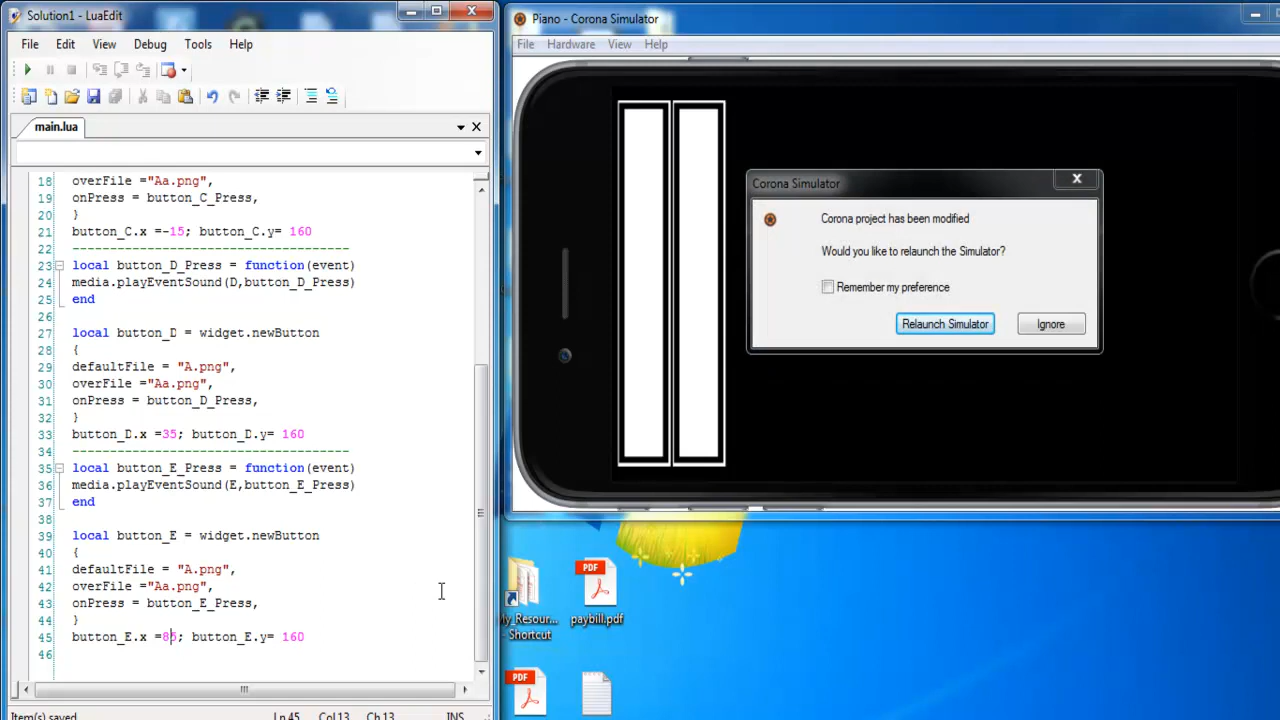 Solution1 - LuaEdit
File Edit View Debug Tools Help
main.lua
18 overFile ="Aa.png",
19 onPress = button_C_Press,
20 }
21 button_C.x =-15; button_C.y= 160
22 -------------------------------------
23 local button_D_Press = function(event)
24 media.playEventSound(D,button_D_Press)
25 end
26
27 local button_D = widget.newButton
28 {
29 defaultFile = "A.png",
30 overFile ="Aa.png",
31 onPress = button_D_Press,
32 }
33 button_D.x =35; button_D.y= 160
34 -------------------------------------
35 local button_E_Press = function(event)
36 media.playEventSound(E,button_E_Press)
37 end
38
39 local button_E = widget.newButton
40 {
41 defaultFile = "A.png",
42 overFile ="Aa.png",
43 onPress = button_E_Press,
44 }
45 button_E.x =85; button_E.y= 160
46
Item(s) saved. Ln 45 Col 13 Ch 13 INS
Piano - Corona Simulator
File Hardware View Help
Corona Simulator
Corona project has been modified
Would you like to relaunch the Simulator?
Remember my preference
Relaunch Simulator Ignore
PDF
My_Resour...
- Shortcut
paybill.pdf
PDF